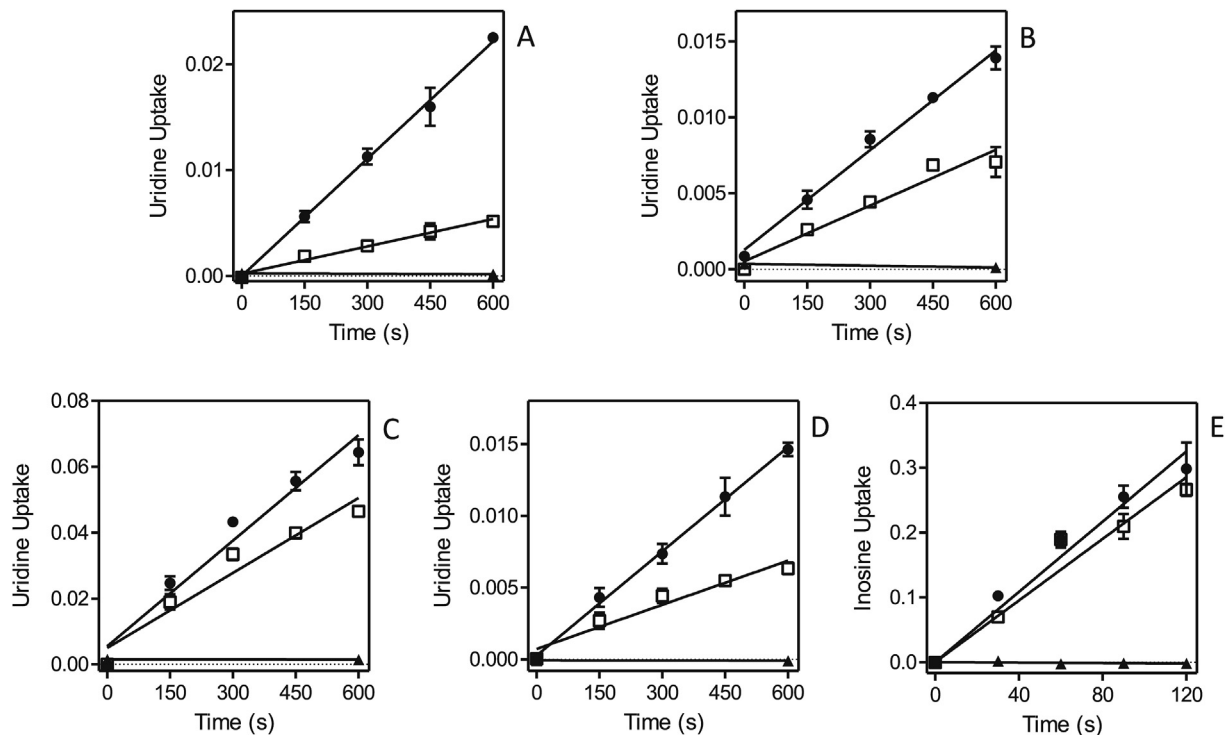 A
Uridine Uptake
0.02
0.01
0.00
0 150 300 450 600
Time (s)
B
Uridine Uptake
0.015
0.010
0.005
0.000
0 150 300 450 600
Time (s)
C
Uridine Uptake
0.08
0.06
0.04
0.02
0.00
0 150 300 450 600
Time (s)
D
Uridine Uptake
0.015
0.010
0.005
0.000
0 150 300 450 600
Time (s)
E
Inosine Uptake
0.4
0.3
0.2
0.1
0.0
0 40 80 120
Time (s)